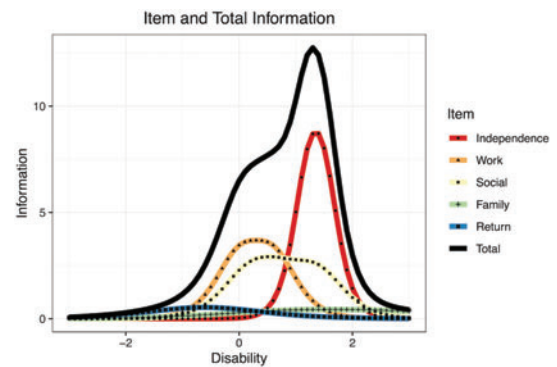 Item and Total Information
Information
10
5
0
−2
0
2
Disability
Item
Independence
Work
Social
Family
Return
Total